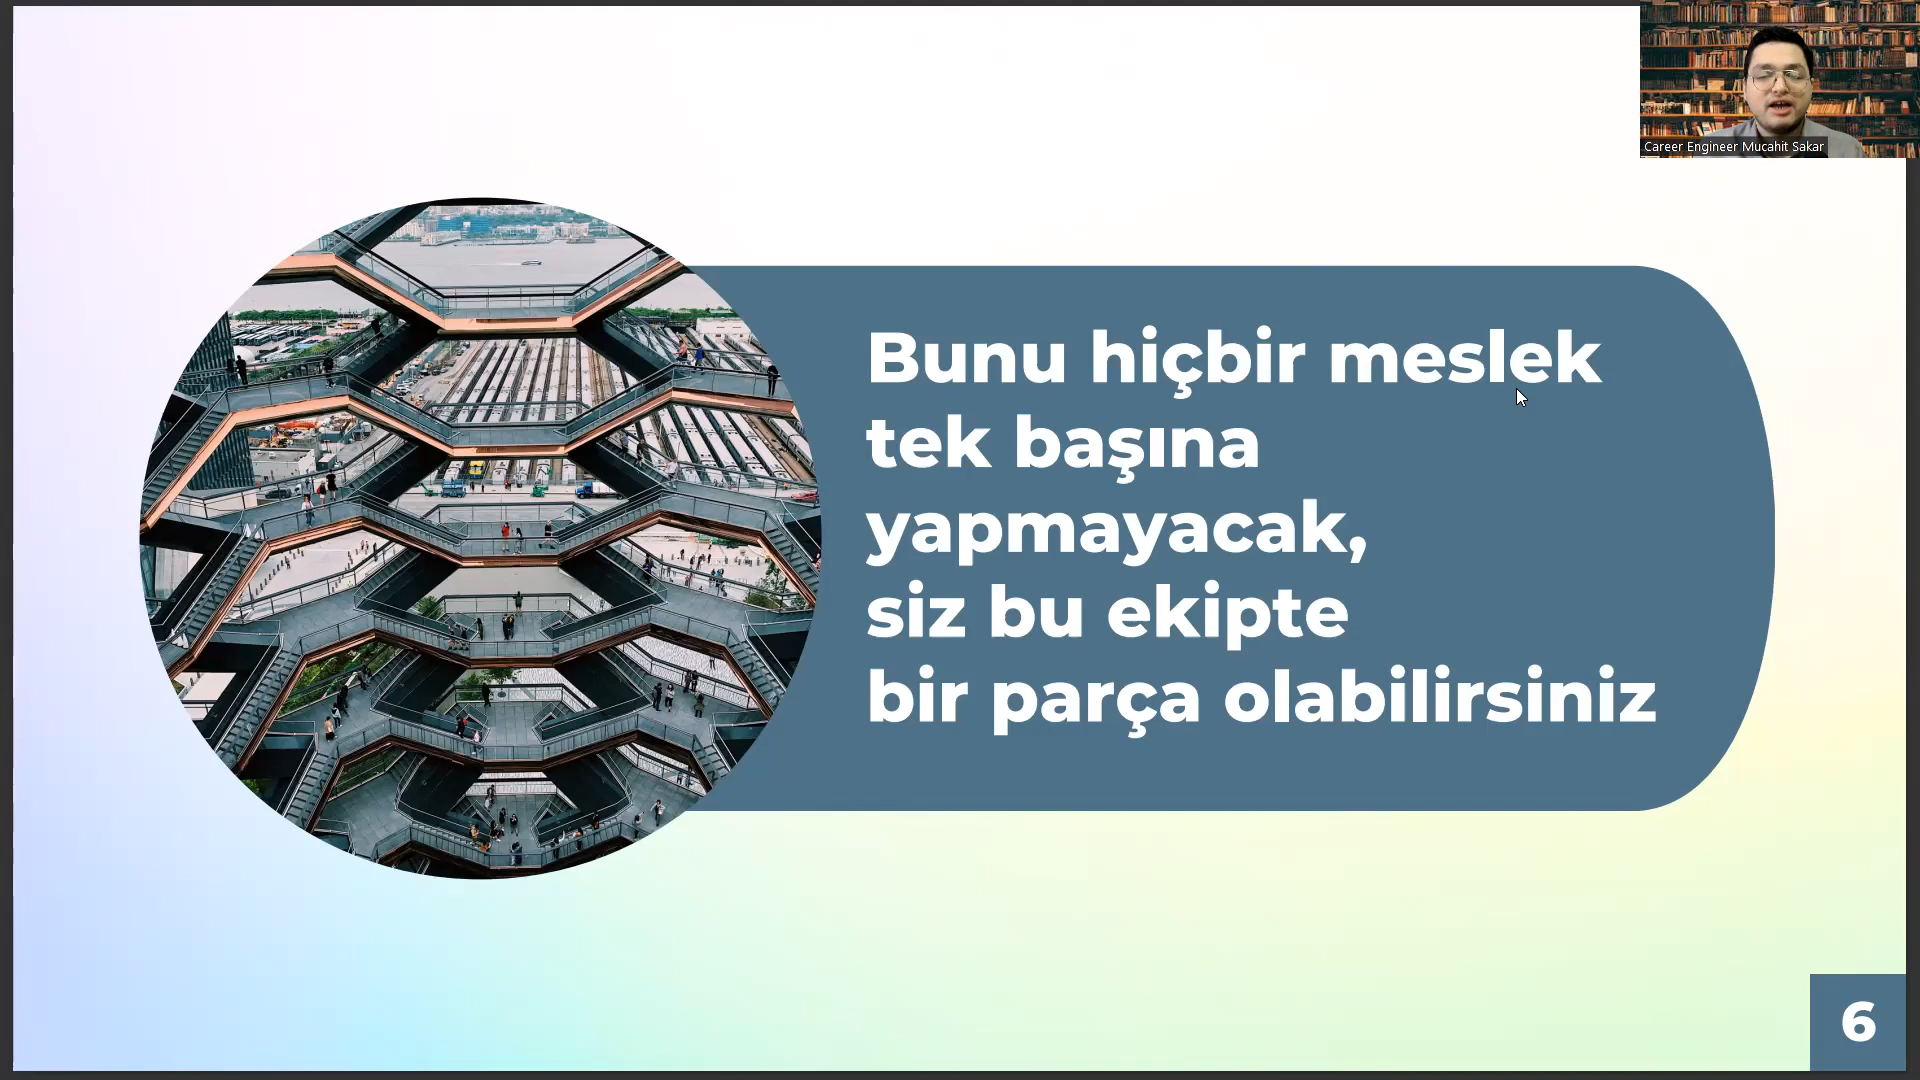 Career Engineer Mucahit Sakar
Bunu hiçbir meslek
tek başına
yapmayacak,
siz bu ekipte
bir parça olabilirsiniz
6